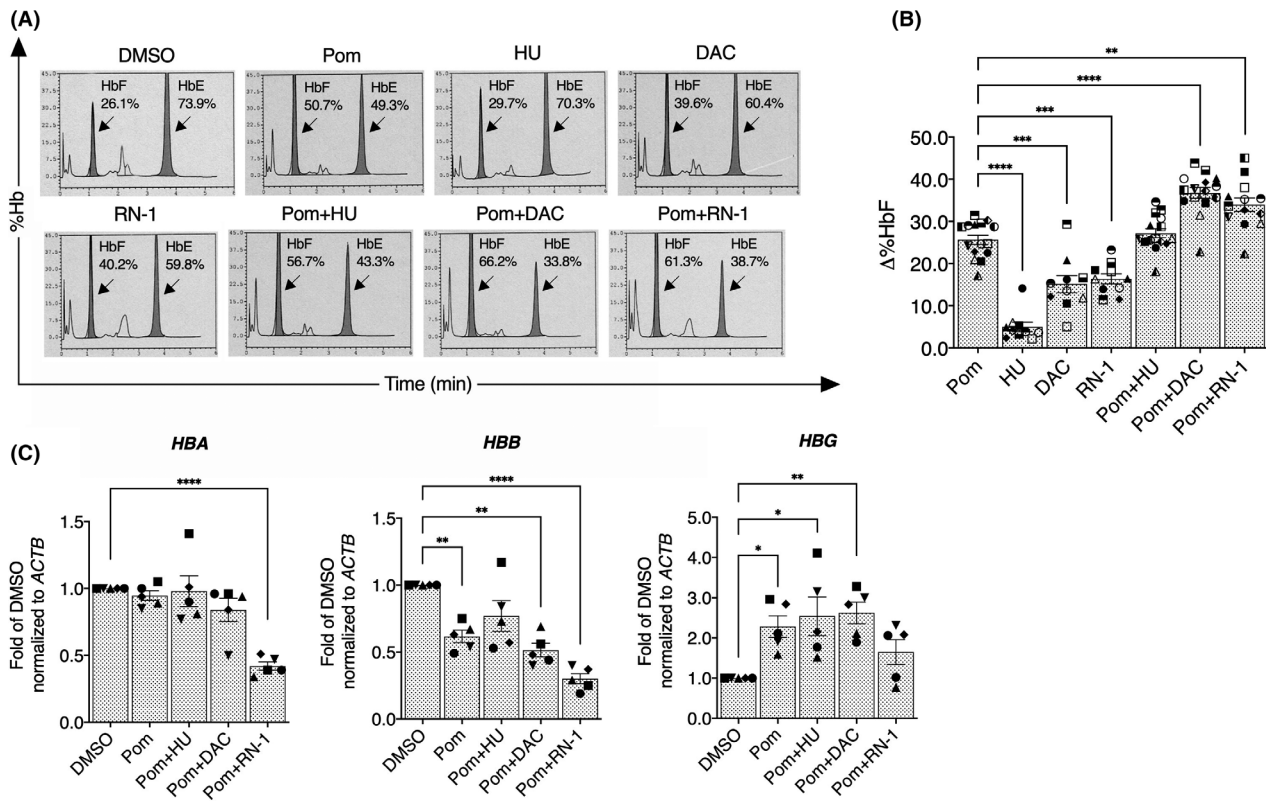 (A)
DMSO
HbF
26.1%
HbE
73.9%
Pom
HbF
50.7%
HbE
49.3%
HU
HbF
29.7%
HbE
70.3%
DAC
HbF
39.6%
HbE
60.4%
RN-1
HbF
40.2%
HbE
59.8%
Pom+HU
HbF
56.7%
HbE
43.3%
Pom+DAC
HbF
66.2%
HbE
33.8%
Pom+RN-1
HbF
61.3%
HbE
38.7%
%Hb
Time (min)
(B)
**
****
***
***
****
Δ%HbF
50.0
40.0
30.0
20.0
10.0
0.0
Pom
HU
DAC
RN-1
Pom+HU
Pom+DAC
Pom+RN-1
(C)
HBA
****
Fold of DMSO
normalized to ACTB
1.5
1.0
0.5
0.0
DMSO
Pom
Pom+HU
Pom+DAC
Pom+RN-1
HBB
****
**
**
Fold of DMSO
normalized to ACTB
1.5
1.0
0.5
0.0
DMSO
Pom
Pom+HU
Pom+DAC
Pom+RN-1
HBG
**
*
*
Fold of DMSO
normalized to ACTB
5.0
4.0
3.0
2.0
1.0
0.0
DMSO
Pom
Pom+HU
Pom+DAC
Pom+RN-1